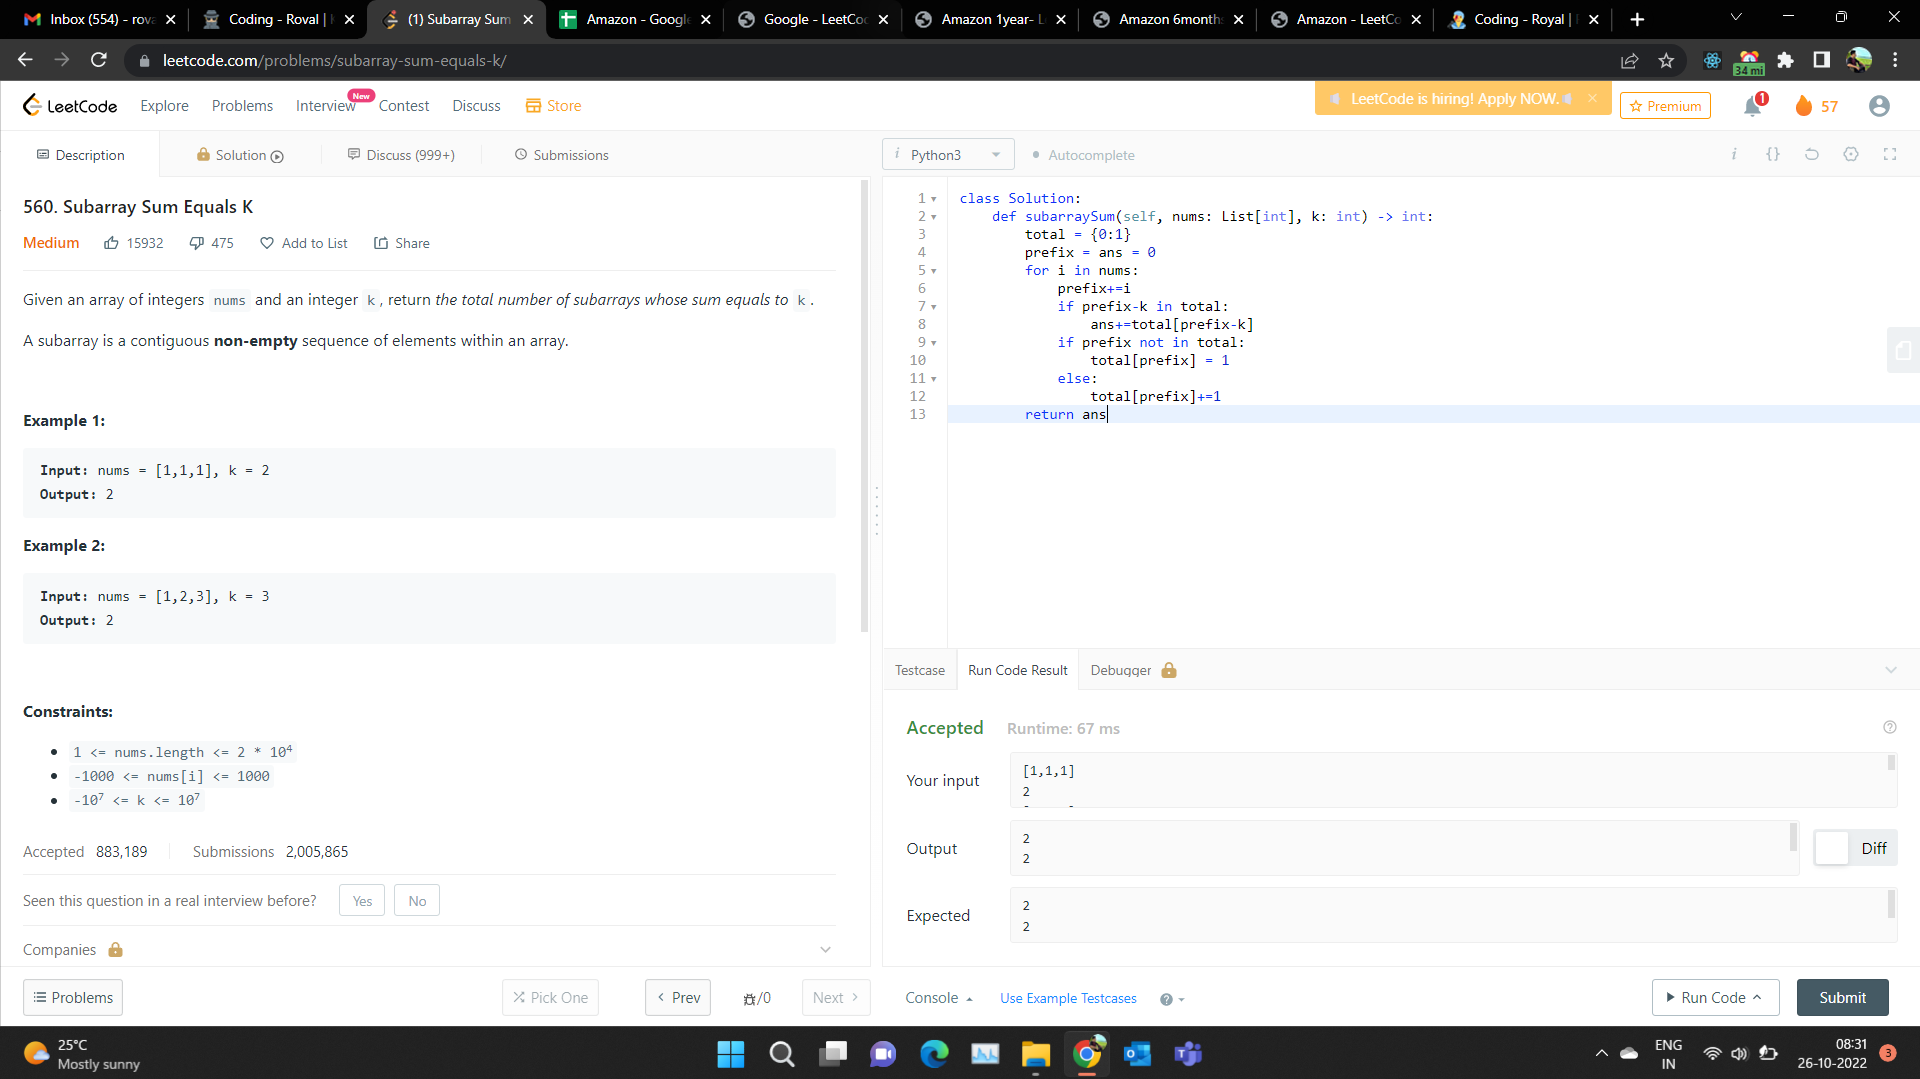 Inbox (554) - rova
Coding - Roval |
(1) Subarray Sum
Amazon - Google
Google - LeetCo
Amazon 1year- L
Amazon 6month
Amazon - LeetCo
Coding - Royal |
leetcode.com/problems/subarray-sum-equals-k/
34 mi
LeetCode
Explore
Problems
Interview
New
Contest
Discuss
Store
LeetCode is hiring! Apply NOW.
Premium
1
57
Description
Solution
Discuss (999+)
Submissions
i Python3
Autocomplete
560. Subarray Sum Equals K
Medium 15932 475 Add to List Share
Given an array of integers nums and an integer k, return the total number of subarrays whose sum equals to k.
A subarray is a contiguous non-empty sequence of elements within an array.
Example 1:
Input: nums = [1,1,1], k = 2
Output: 2
Example 2:
Input: nums = [1,2,3], k = 3
Output: 2
Constraints:
1 <= nums.length <= 2 * 10⁴
-1000 <= nums[i] <= 1000
-10⁷ <= k <= 10⁷
Accepted 883,189 Submissions 2,005,865
Seen this question in a real interview before? Yes No
Companies
Problems
Pick One
Prev
/0
Next
1 class Solution:
2 def subarraySum(self, nums: List[int], k: int) -> int:
3 total = {0:1}
4 prefix = ans = 0
5 for i in nums:
6 prefix+=i
7 if prefix-k in total:
8 ans+=total[prefix-k]
9 if prefix not in total:
10 total[prefix] = 1
11 else:
12 total[prefix]+=1
13 return ans
Testcase
Run Code Result
Debugger
Accepted Runtime: 67 ms
Your input
[1,1,1]
2
Output
2
2
Diff
Expected
2
2
Console
Use Example Testcases
Run Code
Submit
25°C
Mostly sunny
ENG
IN
08:31
26-10-2022
3